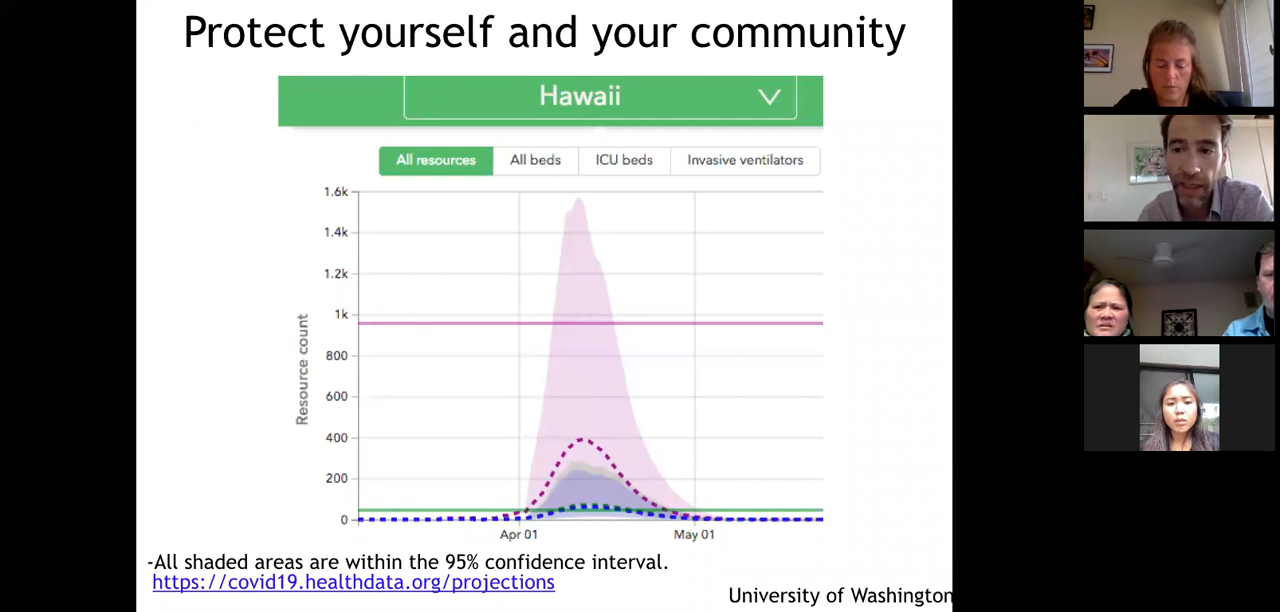 Protect yourself and your community
Hawaii
All resources
All beds
ICU beds
Invasive ventilators
1.6k
1.4k
1.2k
1k
800
600
400
200
0
Resource count
Apr 01
May 01
-All shaded areas are within the 95% confidence interval.
https://covid19.healthdata.org/projections
University of Washington